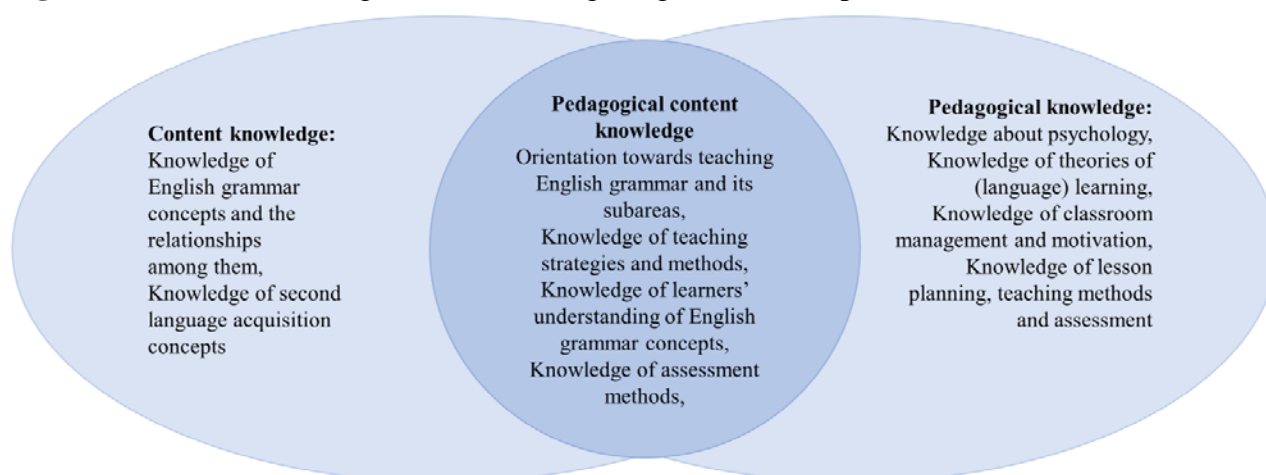 Content knowledge:
Knowledge of
English grammar
concepts and the
relationships
among them,
Knowledge of second
language acquisition
concepts
Pedagogical content
knowledge
Orientation towards teaching
English grammar and its
subareas,
Knowledge of teaching
strategies and methods,
Knowledge of learners’
understanding of English
grammar concepts,
Knowledge of assessment
methods,
Pedagogical knowledge:
Knowledge about psychology,
Knowledge of theories of
(language) learning,
Knowledge of classroom
management and motivation,
Knowledge of lesson
planning, teaching methods
and assessment